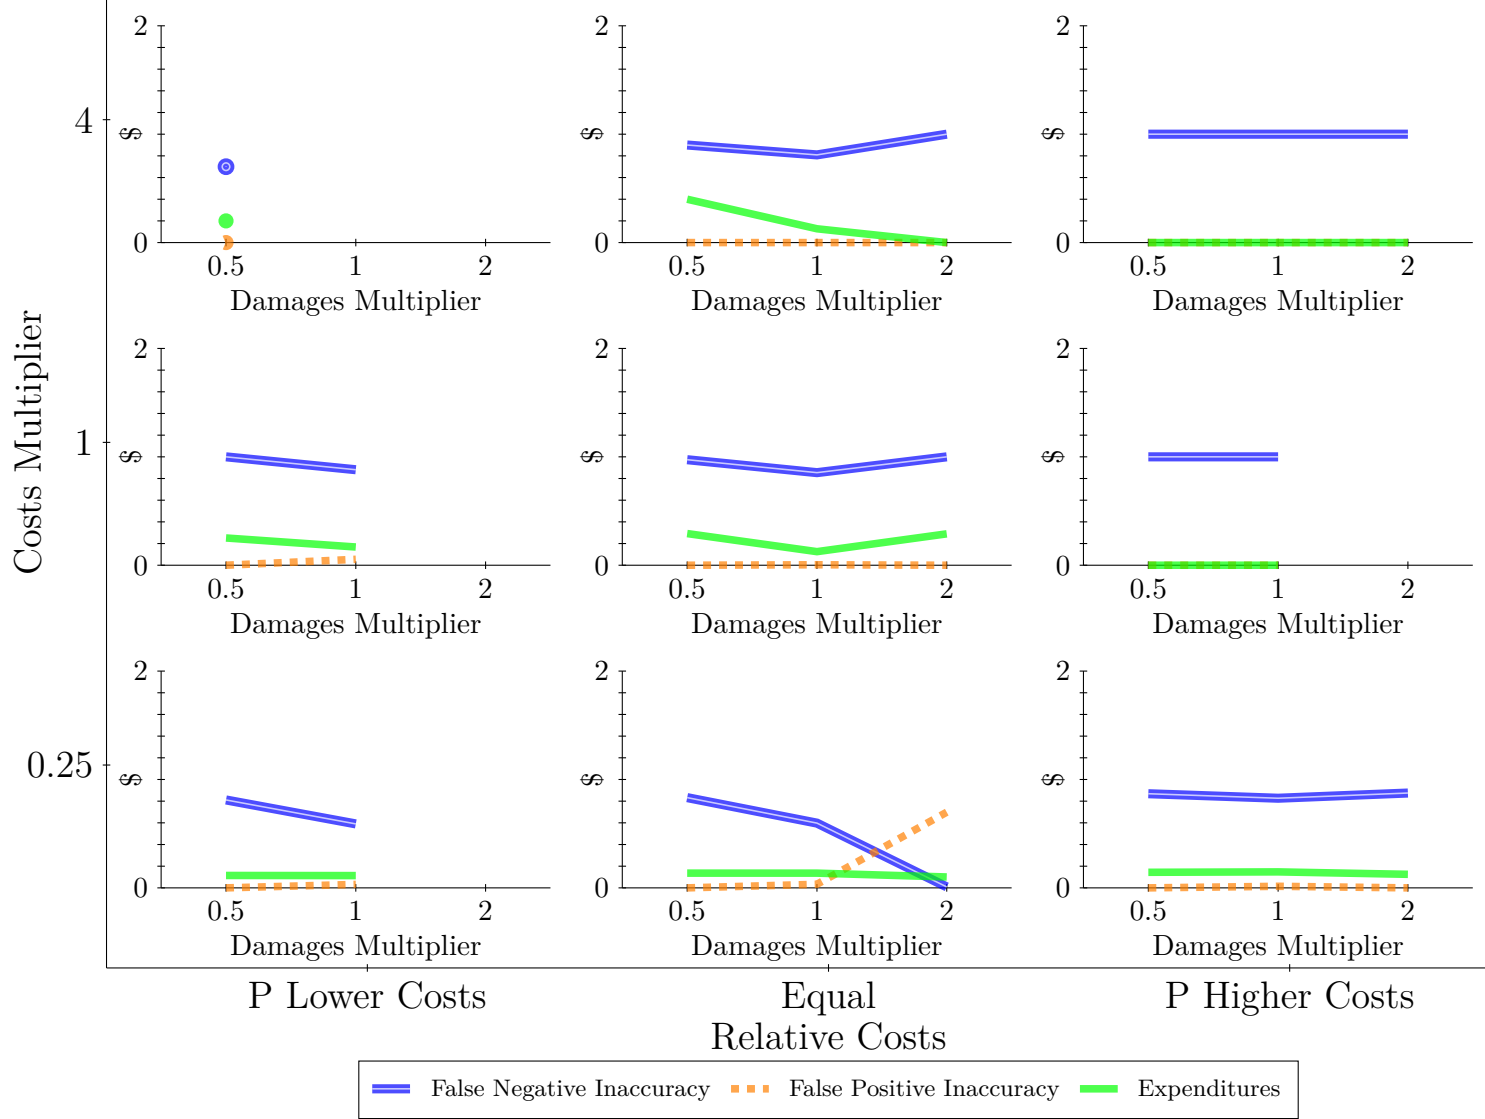 2
$
0
0.5 1 2
Damages Multiplier
2
$
0
0.5 1 2
Damages Multiplier
2
$
0
0.5 1 2
Damages Multiplier
4
2
$
0
0.5 1 2
Damages Multiplier
2
$
0
0.5 1 2
Damages Multiplier
2
$
0
0.5 1 2
Damages Multiplier
1
Costs Multiplier
2
$
0
0.5 1 2
Damages Multiplier
2
$
0
0.5 1 2
Damages Multiplier
2
$
0
0.5 1 2
Damages Multiplier
0.25
P Lower Costs Equal P Higher Costs
Relative Costs
False Negative Inaccuracy False Positive Inaccuracy Expenditures